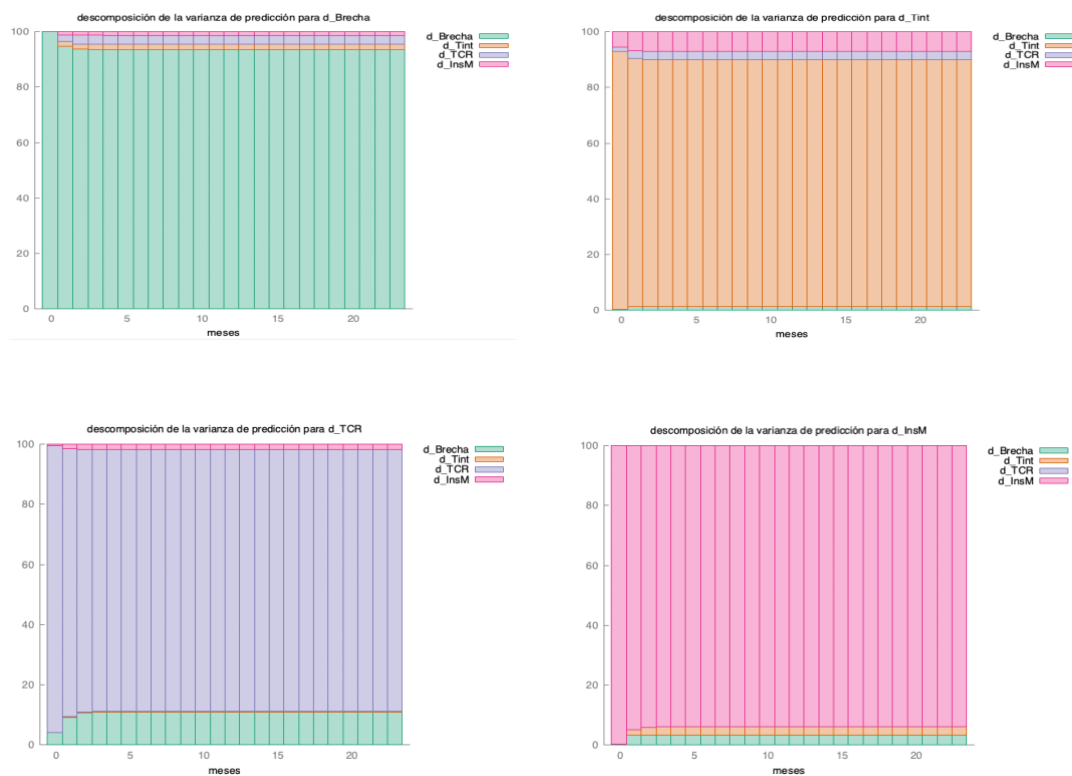 descomposición de la varianza de predicción para d_Brecha
100
80
60
40
20
0
0 5 10 15 20
meses
d_Brecha
d_Tint
d_TCR
d_InsM
descomposición de la varianza de predicción para d_Tint
100
80
60
40
20
0
0 5 10 15 20
meses
d_Brecha
d_Tint
d_TCR
d_InsM
descomposición de la varianza de predicción para d_TCR
100
80
60
40
20
0
0 5 10 15 20
meses
d_Brecha
d_Tint
d_TCR
d_InsM
descomposición de la varianza de predicción para d_InsM
100
80
60
40
20
0
0 5 10 15 20
meses
d_Brecha
d_Tint
d_TCR
d_InsM